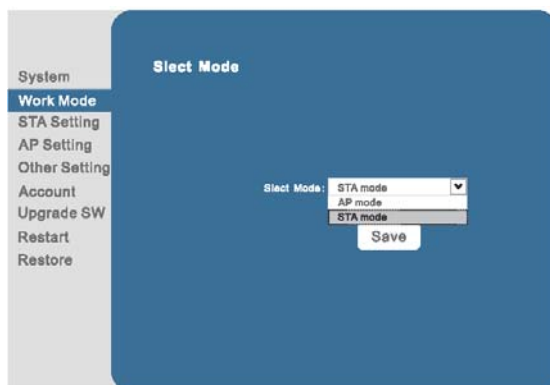 System
Work Mode
STA Setting
AP Setting
Other Setting
Account
Upgrade SW
Restart
Restore
Slect Mode
Slect Mode: STA mode
AP mode
STA mode
Save